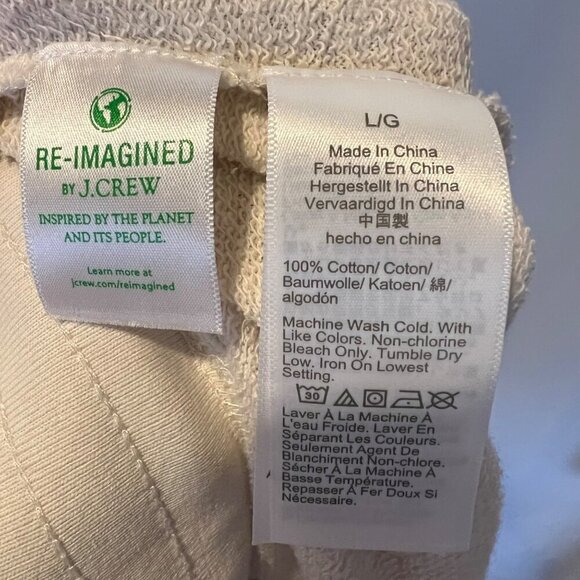 RE-IMAGINED
BY J.CREW
INSPIRED BY THE PLANET
AND ITS PEOPLE.
Learn more at
jcrew.com/reimagined
L/G
Made In China
Fabriqué En Chine
Hergestellt In China
Vervaardigd In China
中国製
hecho en china
100% Cotton/ Coton/
Baumwolle/ Katoen/ 綿/
algodón
Machine Wash Cold. With
Like Colors. Non-chlorine
Bleach Only. Tumble Dry
Low. Iron On Lowest
Setting.
30
Laver À La Machine À
L'eau Froide. Laver En
Séparant Les Couleurs.
Seulement Agent De
Blanchiment Non-chlore.
Sécher À La Machine À
Basse Température.
Repasser À Fer Doux Si
Nécessaire.